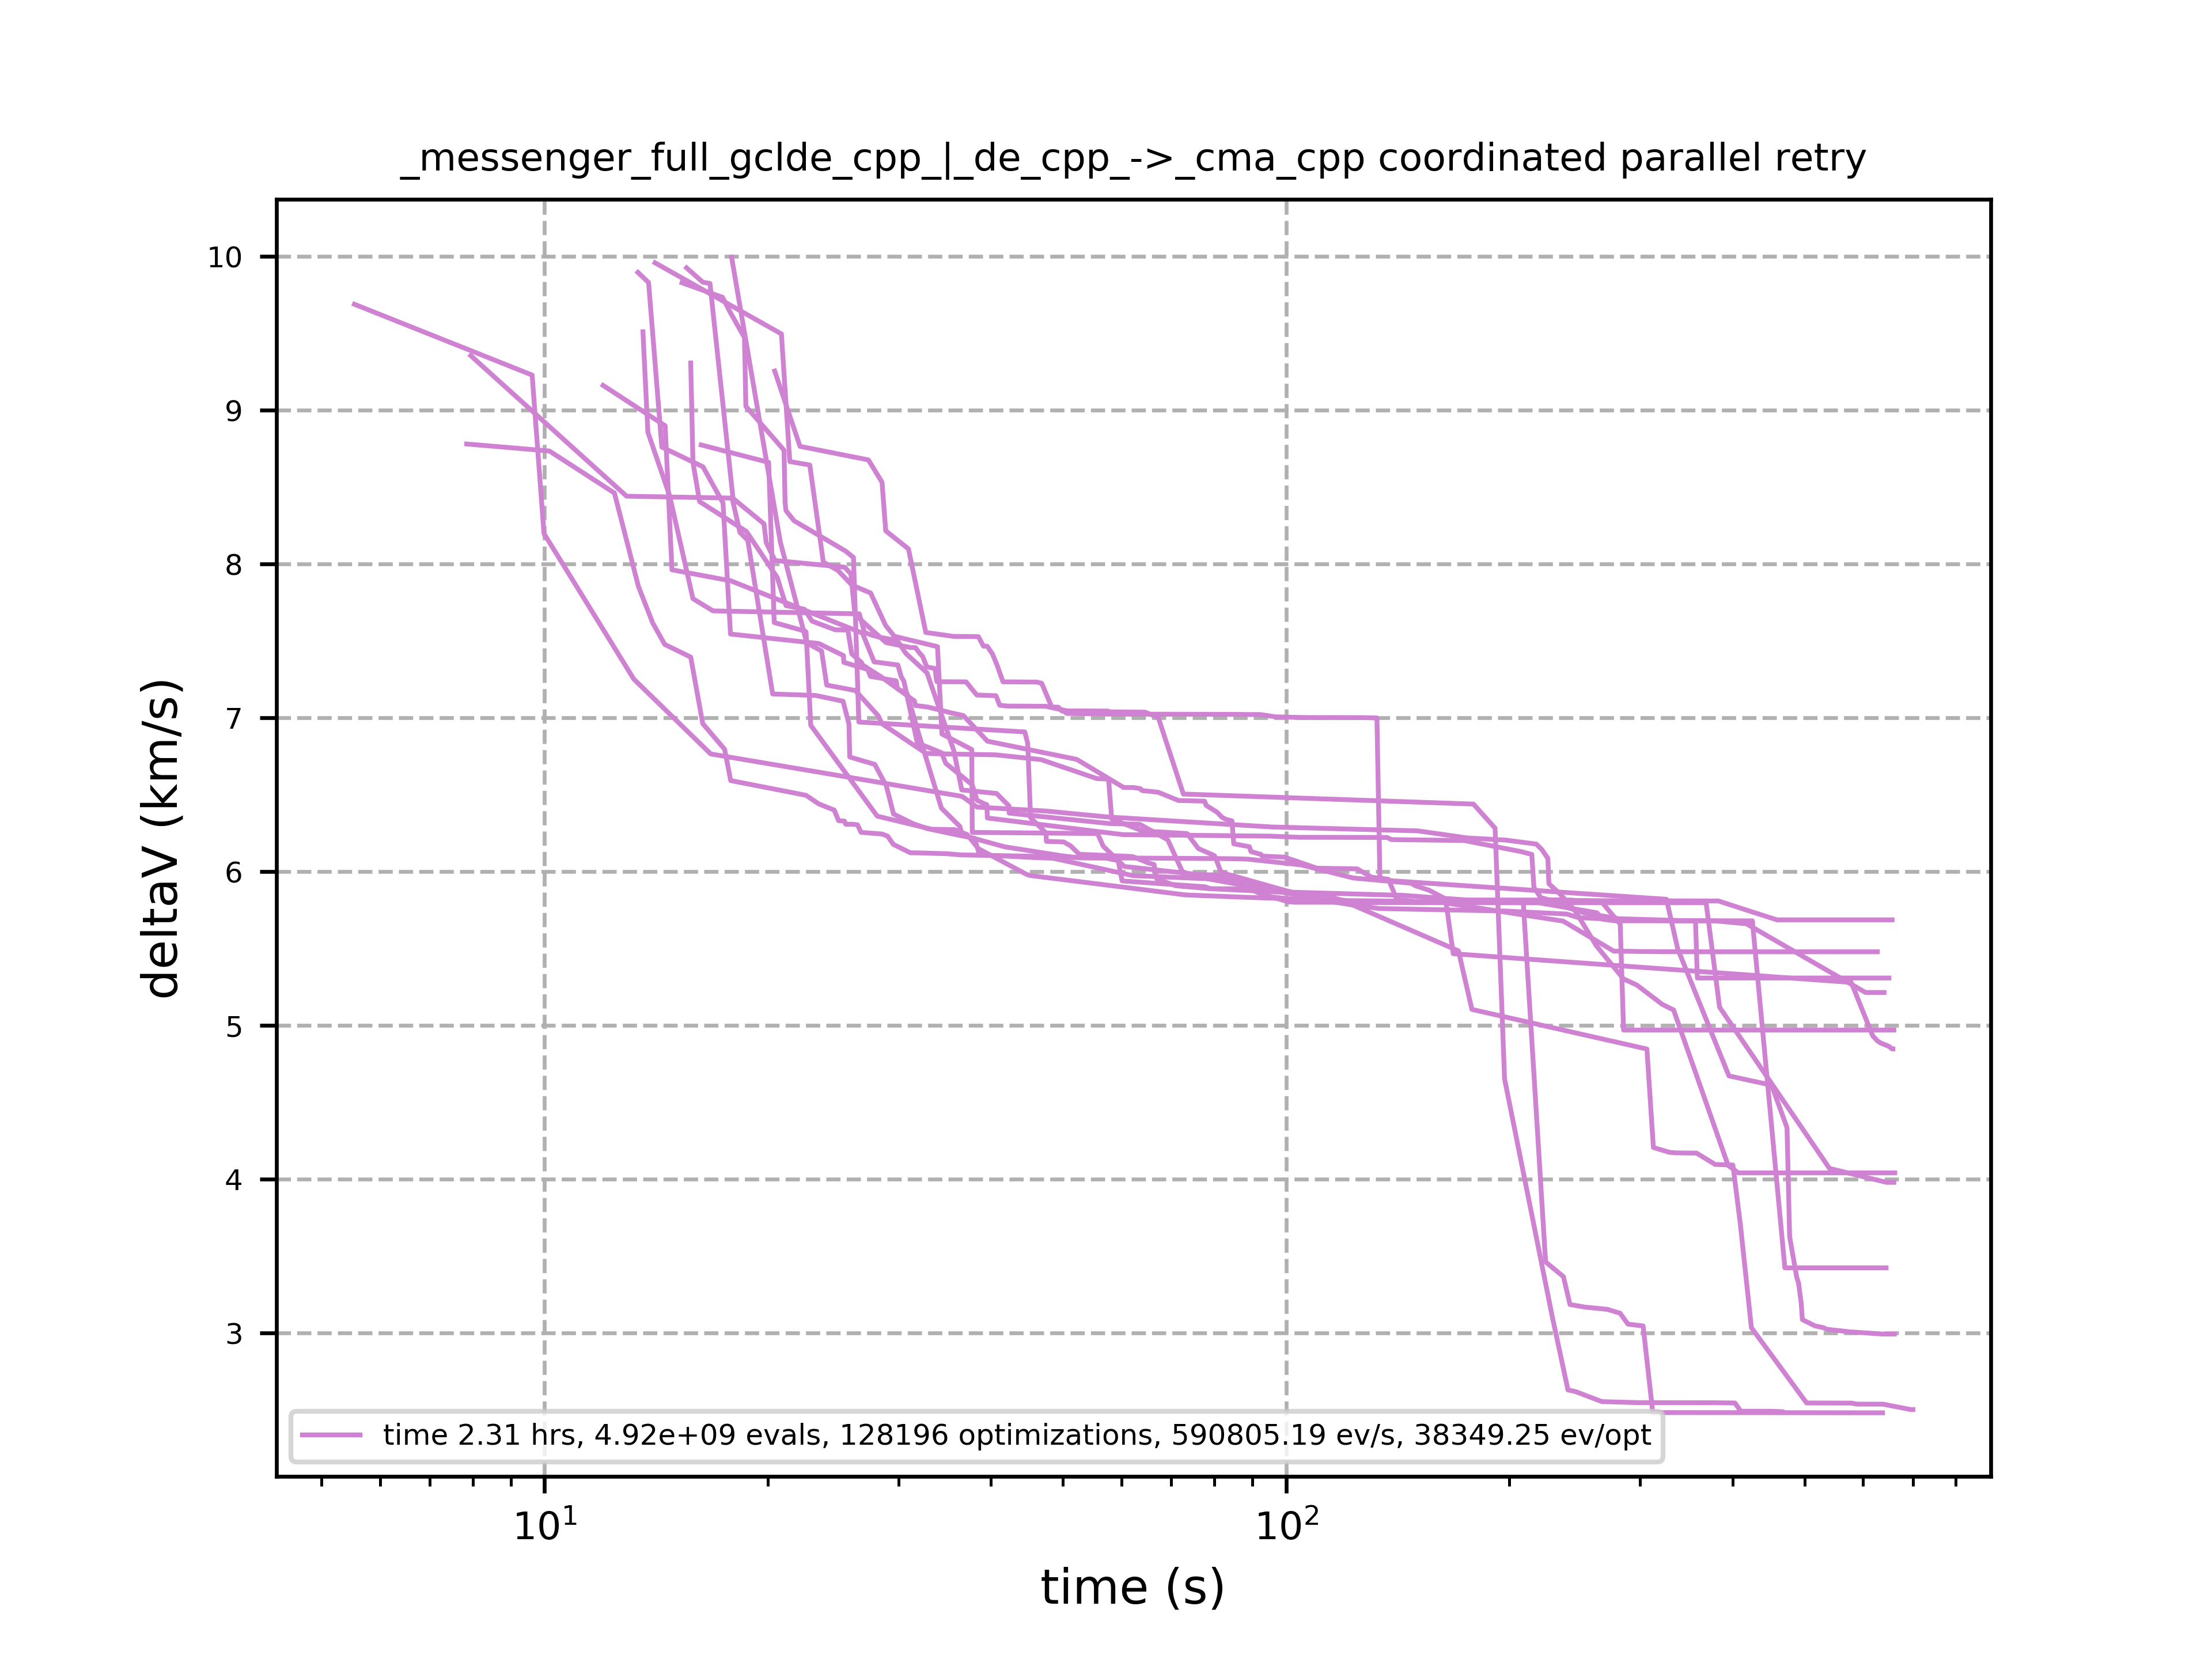 _messenger_full_gclde_cpp_|_de_cpp_->_cma_cpp coordinated parallel retry
10
9
8
7
6
5
4
3
deltaV (km/s)
time 2.31 hrs, 4.92e+09 evals, 128196 optimizations, 590805.19 ev/s, 38349.25 ev/opt
10¹ 10²
time (s)